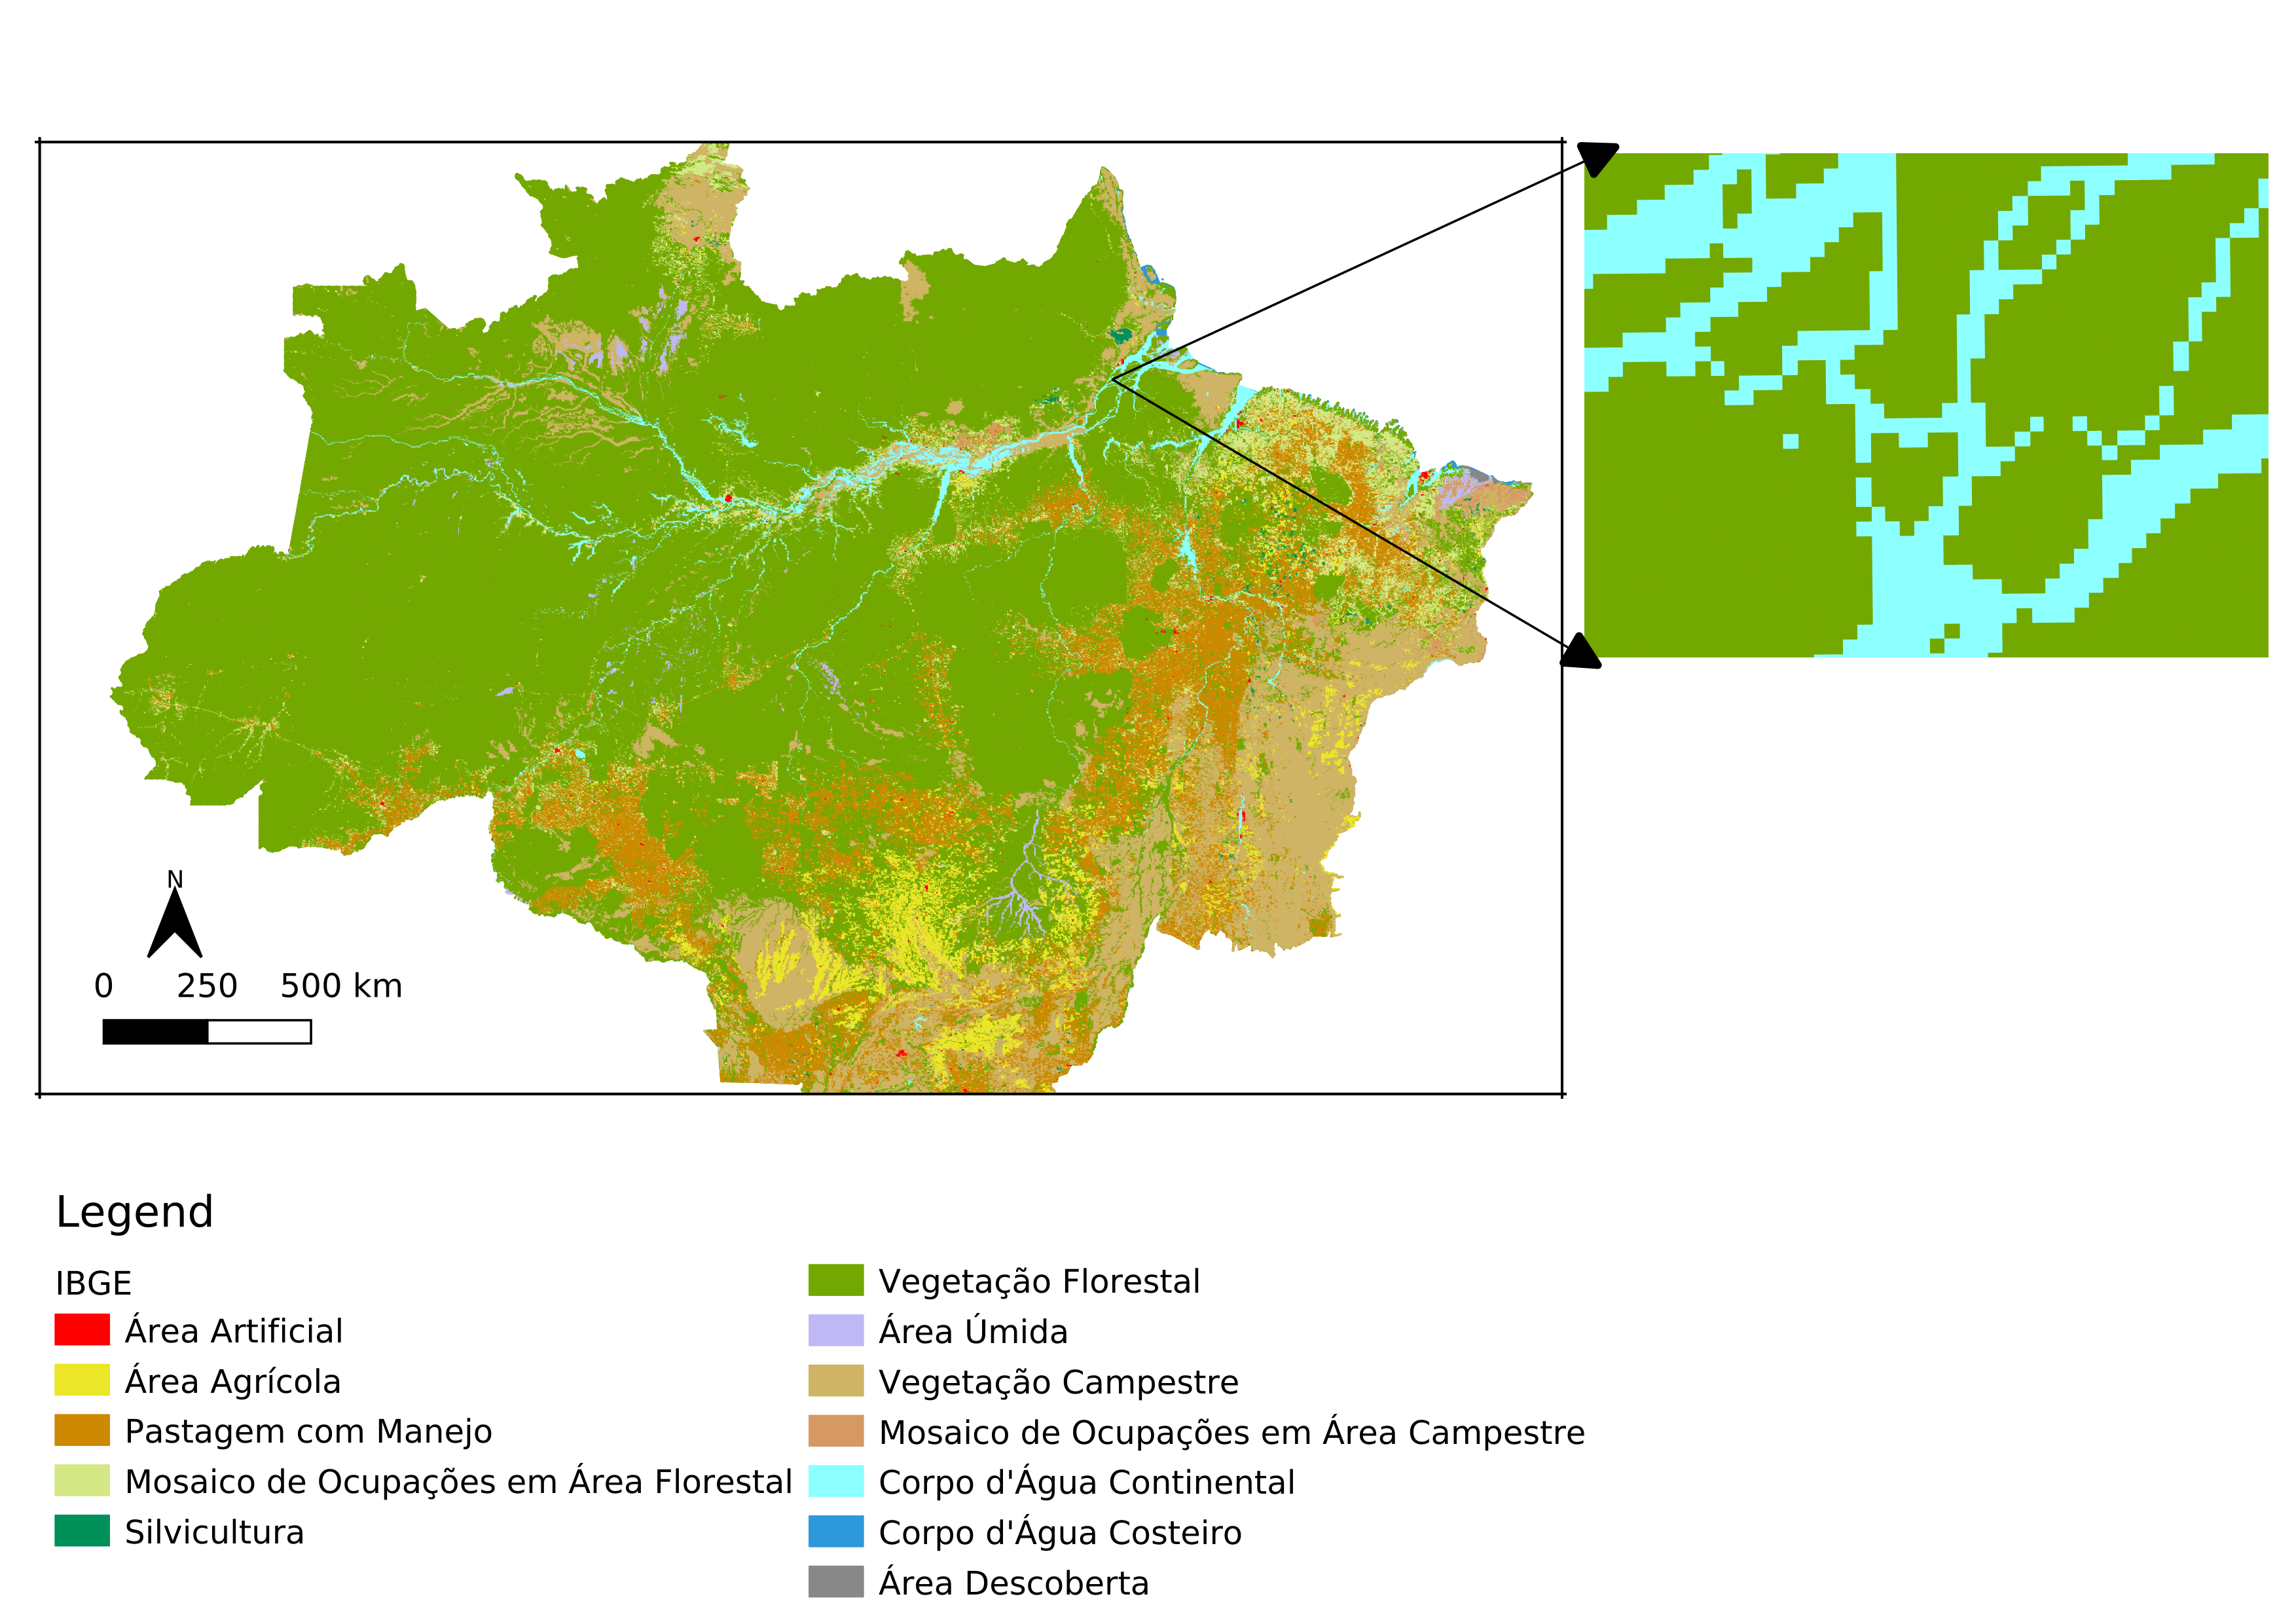 N
0 250 500 km
Legend
IBGE
Área Artificial
Área Agrícola
Pastagem com Manejo
Mosaico de Ocupações em Área Florestal
Silvicultura
Vegetação Florestal
Área Úmida
Vegetação Campestre
Mosaico de Ocupações em Área Campestre
Corpo d'Água Continental
Corpo d'Água Costeiro
Área Descoberta